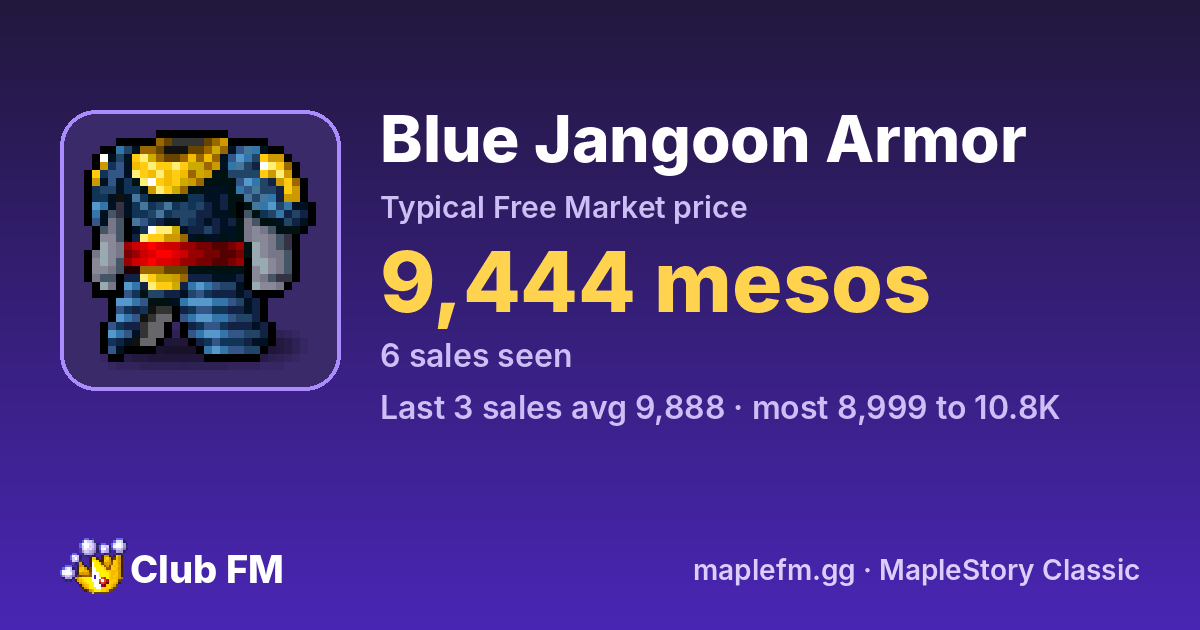 Blue Jangoon Armor
Typical Free Market price
9,444 mesos
6 sales seen
Last 3 sales avg 9,888 · most 8,999 to 10.8K
Club FM
maplefm.gg · MapleStory Classic